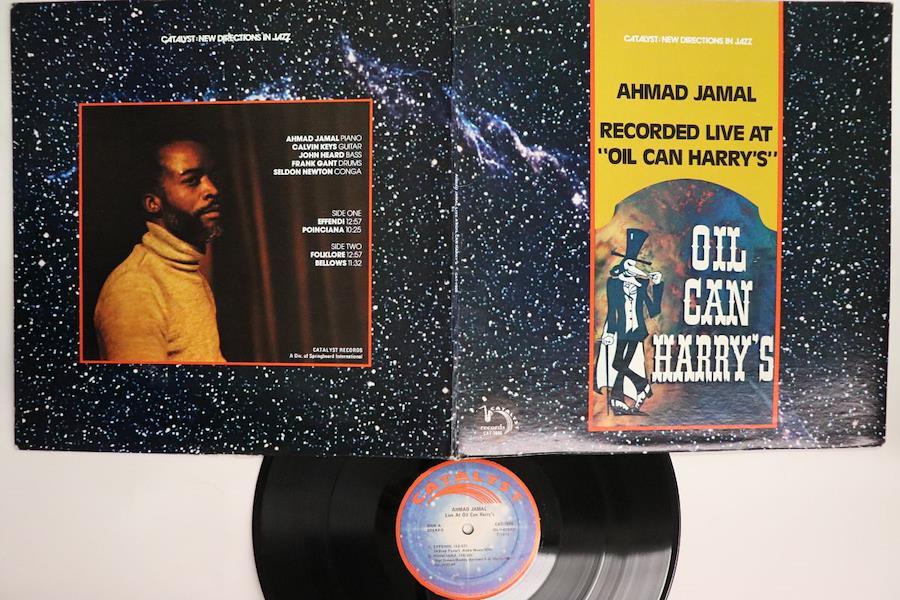 CATALYST: NEW DIRECTIONS IN JAZZ
AHMAD JAMAL PIANO
CALVIN KEYS GUITAR
JOHN HEARD BASS
FRANK GANT DRUMS
SELDON NEWTON CONGA
SIDE ONE
EFFENDI 12:57
POINCIANA 10:25
SIDE TWO
FOLKLORE 12:57
BELLOWS 11:32
CATALYST RECORDS
A Div. of Springboard International
CATALYST: NEW DIRECTIONS IN JAZZ
AHMAD JAMAL
RECORDED LIVE AT
"OIL CAN HARRY'S"
OIL
CAN
HARRY'S
Catalyst
records
CATALYST
AHMAD JAMAL
Live At Oil Can Harry's
STEREO